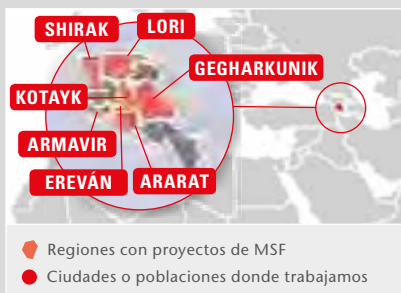 SHIRAK
LORI
GEGHARKUNIK
KOTAYK
ARMAVIR
EREVÁN
ARARAT
Regiones con proyectos de MSF
Ciudades o poblaciones donde trabajamos